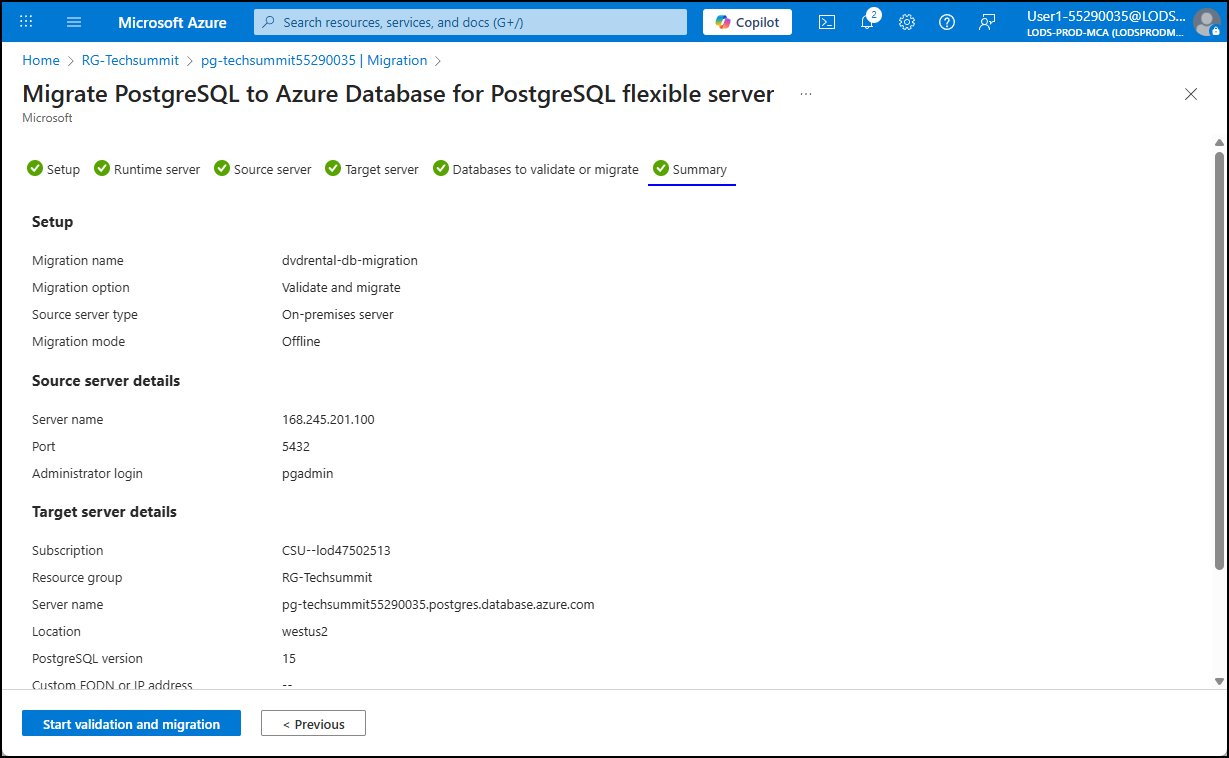 Microsoft Azure
Search resources, services, and docs (G+/)
Copilot
2
User1-55290035@LODS...
LODS-PROD-MCA (LODSPRODM...
Home > RG-Techsummit > pg-techsummit55290035 | Migration >
Migrate PostgreSQL to Azure Database for PostgreSQL flexible server ...
Microsoft
Setup Runtime server Source server Target server Databases to validate or migrate Summary
Setup
Migration name dvdrental-db-migration
Migration option Validate and migrate
Source server type On-premises server
Migration mode Offline
Source server details
Server name 168.245.201.100
Port 5432
Administrator login pgadmin
Target server details
Subscription CSU--lod47502513
Resource group RG-Techsummit
Server name pg-techsummit55290035.postgres.database.azure.com
Location westus2
PostgreSQL version 15
Custom FQDN or IP address --
Start validation and migration < Previous